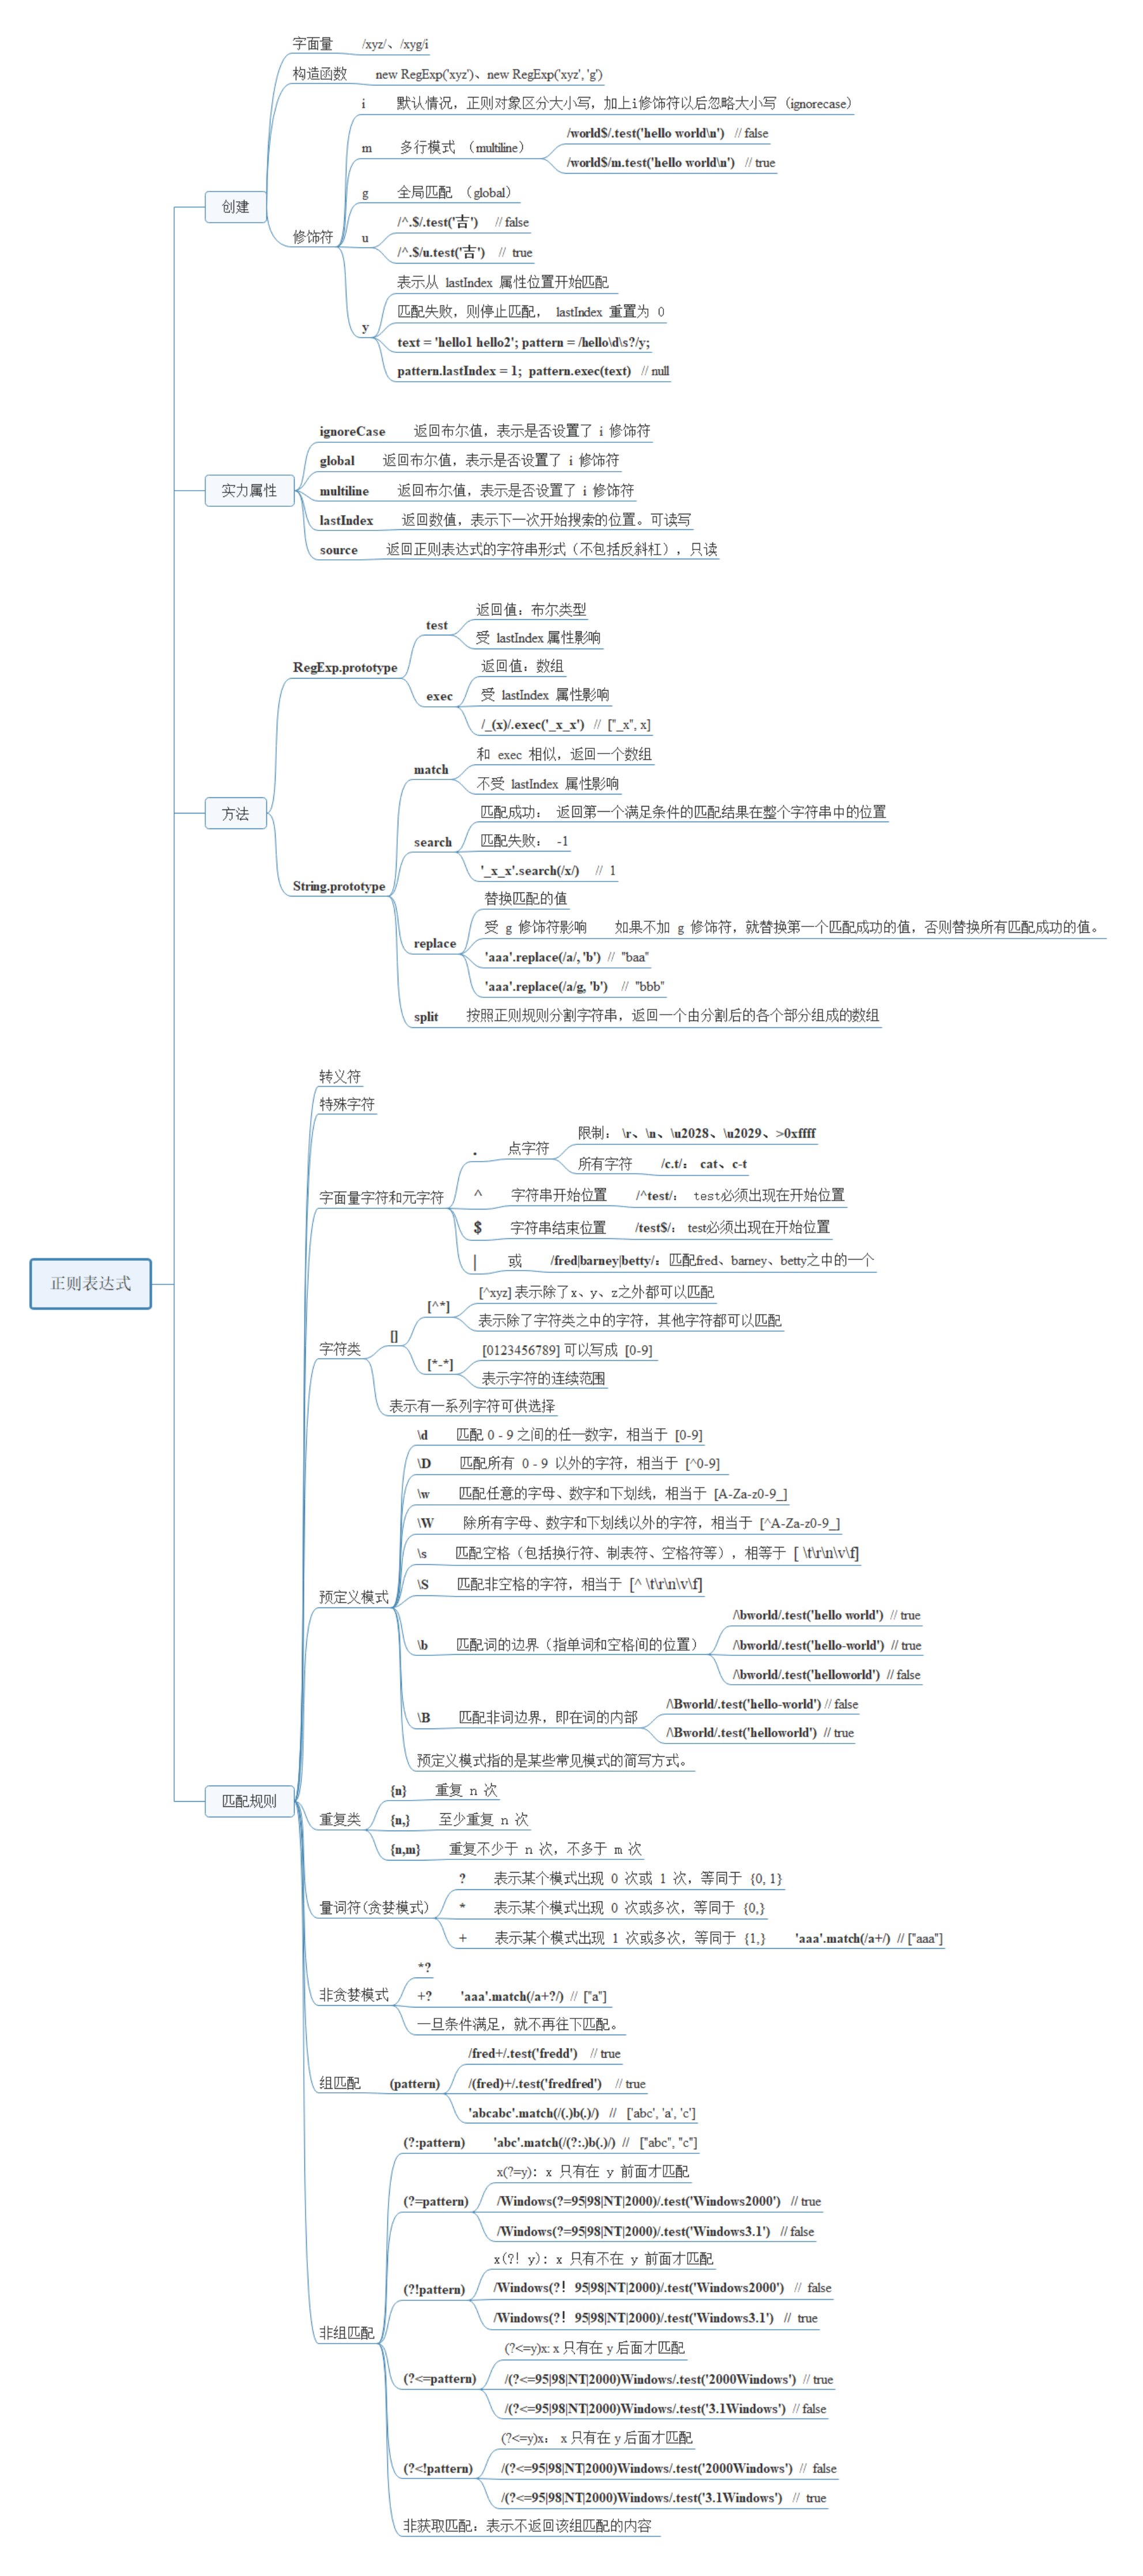 正则表达式
创建
字面量 /xyz/、/xyg/i
构造函数 new RegExp('xyz')、new RegExp('xyz', 'g')
修饰符
i 默认情况，正则对象区分大小写，加上i修饰符以后忽略大小写 (ignorecase)
m 多行模式 （multiline）
/world$/.test('hello world\n') // false
/world$/m.test('hello world\n') // true
g 全局匹配 （global）
u
/^.$/.test('𠮷') // false
/^.$/u.test('𠮷') // true
y
表示从 lastIndex 属性位置开始匹配
匹配失败，则停止匹配， lastIndex 重置为 0
text = 'hello1 hello2'; pattern = /hello\d\s?/y;
pattern.lastIndex = 1; pattern.exec(text) // null
实力属性
ignoreCase 返回布尔值，表示是否设置了 i 修饰符
global 返回布尔值，表示是否设置了 i 修饰符
multiline 返回布尔值，表示是否设置了 i 修饰符
lastIndex 返回数值，表示下一次开始搜索的位置。可读写
source 返回正则表达式的字符串形式（不包括反斜杠），只读
方法
RegExp.prototype
test
返回值：布尔类型
受 lastIndex 属性影响
exec
返回值：数组
受 lastIndex 属性影响
/_(x)/.exec('_x_x') // ["_x", x]
String.prototype
match
和 exec 相似，返回一个数组
不受 lastIndex 属性影响
search
匹配成功： 返回第一个满足条件的匹配结果在整个字符串中的位置
匹配失败： -1
'_x_x'.search(/x/) // 1
replace
替换匹配的值
受 g 修饰符影响 如果不加 g 修饰符，就替换第一个匹配成功的值，否则替换所有匹配成功的值。
'aaa'.replace(/a/, 'b') // "baa"
'aaa'.replace(/a/g, 'b') // "bbb"
split 按照正则规则分割字符串，返回一个由分割后的各个部分组成的数组
匹配规则
转义符
特殊字符
字面量字符和元字符
. 点字符
限制： \r、\n、\u2028、\u2029、>0xffff
所有字符 /c.t/： cat、c-t
^ 字符串开始位置 /^test/： test必须出现在开始位置
$ 字符串结束位置 /test$/： test必须出现在开始位置
| 或 /fred|barney|betty/：匹配fred、barney、betty之中的一个
字符类
[]
[^*]
[^xyz] 表示除了x、y、z之外都可以匹配
表示除了字符类之中的字符，其他字符都可以匹配
[*-*]
[0123456789] 可以写成 [0-9]
表示字符的连续范围
表示有一系列字符可供选择
预定义模式
\d 匹配 0 - 9 之间的任一数字，相当于 [0-9]
\D 匹配所有 0 - 9 以外的字符，相当于 [^0-9]
\w 匹配任意的字母、数字和下划线，相当于 [A-Za-z0-9_]
\W 除所有字母、数字和下划线以外的字符，相当于 [^A-Za-z0-9_]
\s 匹配空格（包括换行符、制表符、空格符等），相等于 [ \t\r\n\v\f]
\S 匹配非空格的字符，相当于 [^ \t\r\n\v\f]
\b 匹配词的边界（指单词和空格间的位置）
/\bworld/.test('hello world') // true
/\bworld/.test('hello-world') // true
/\bworld/.test('helloworld') // false
\B 匹配非词边界，即在词的内部
/\Bworld/.test('hello-world') // false
/\Bworld/.test('helloworld') // true
预定义模式指的是某些常见模式的简写方式。
重复类
{n} 重复 n 次
{n,} 至少重复 n 次
{n,m} 重复不少于 n 次，不多于 m 次
量词符(贪婪模式)
? 表示某个模式出现 0 次或 1 次，等同于 {0, 1}
* 表示某个模式出现 0 次或多次，等同于 {0,}
+ 表示某个模式出现 1 次或多次，等同于 {1,} 'aaa'.match(/a+/) // ["aaa"]
非贪婪模式
*?
+? 'aaa'.match(/a+?/) // ["a"]
一旦条件满足，就不再往下匹配。
组匹配 (pattern)
/fred+/.test('fredd') // true
/(fred)+/.test('fredfred') // true
'abcabc'.match(/(.)b(.)/) // ['abc', 'a', 'c']
非组匹配
(?:pattern) 'abc'.match(/(?:.)b(.)/) // ["abc", "c"]
(?=pattern)
x(?=y)：x 只有在 y 前面才匹配
/Windows(?=95|98|NT|2000)/.test('Windows2000') // true
/Windows(?=95|98|NT|2000)/.test('Windows3.1') // false
(?!pattern)
x(?! y)：x 只有不在 y 前面才匹配
/Windows(?! 95|98|NT|2000)/.test('Windows2000') // false
/Windows(?! 95|98|NT|2000)/.test('Windows3.1') // true
(?<=pattern)
(?<=y)x: x 只有在 y 后面才匹配
/(?<=95|98|NT|2000)Windows/.test('2000Windows') // true
/(?<=95|98|NT|2000)Windows/.test('3.1Windows') // false
(?<!pattern)
(?<=y)x： x 只有在 y 后面才匹配
/(?<=95|98|NT|2000)Windows/.test('2000Windows') // false
/(?<=95|98|NT|2000)Windows/.test('3.1Windows') // true
非获取匹配：表示不返回该组匹配的内容